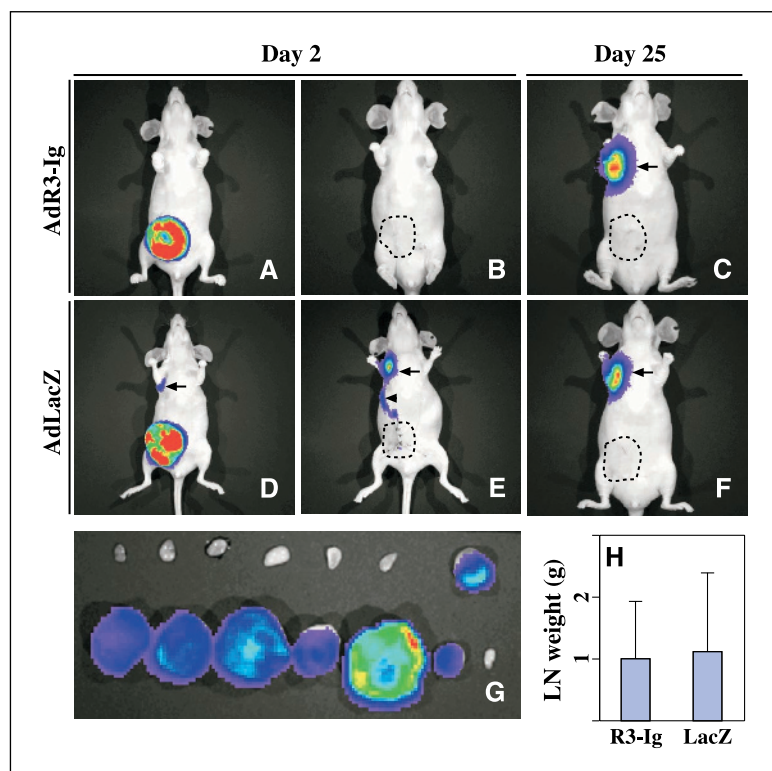 Day 2
Day 25
AdR3-Ig
A
B
C
AdLacZ
D
E
F
G
H
LN weight (g)
2
1
R3-Ig
LacZ